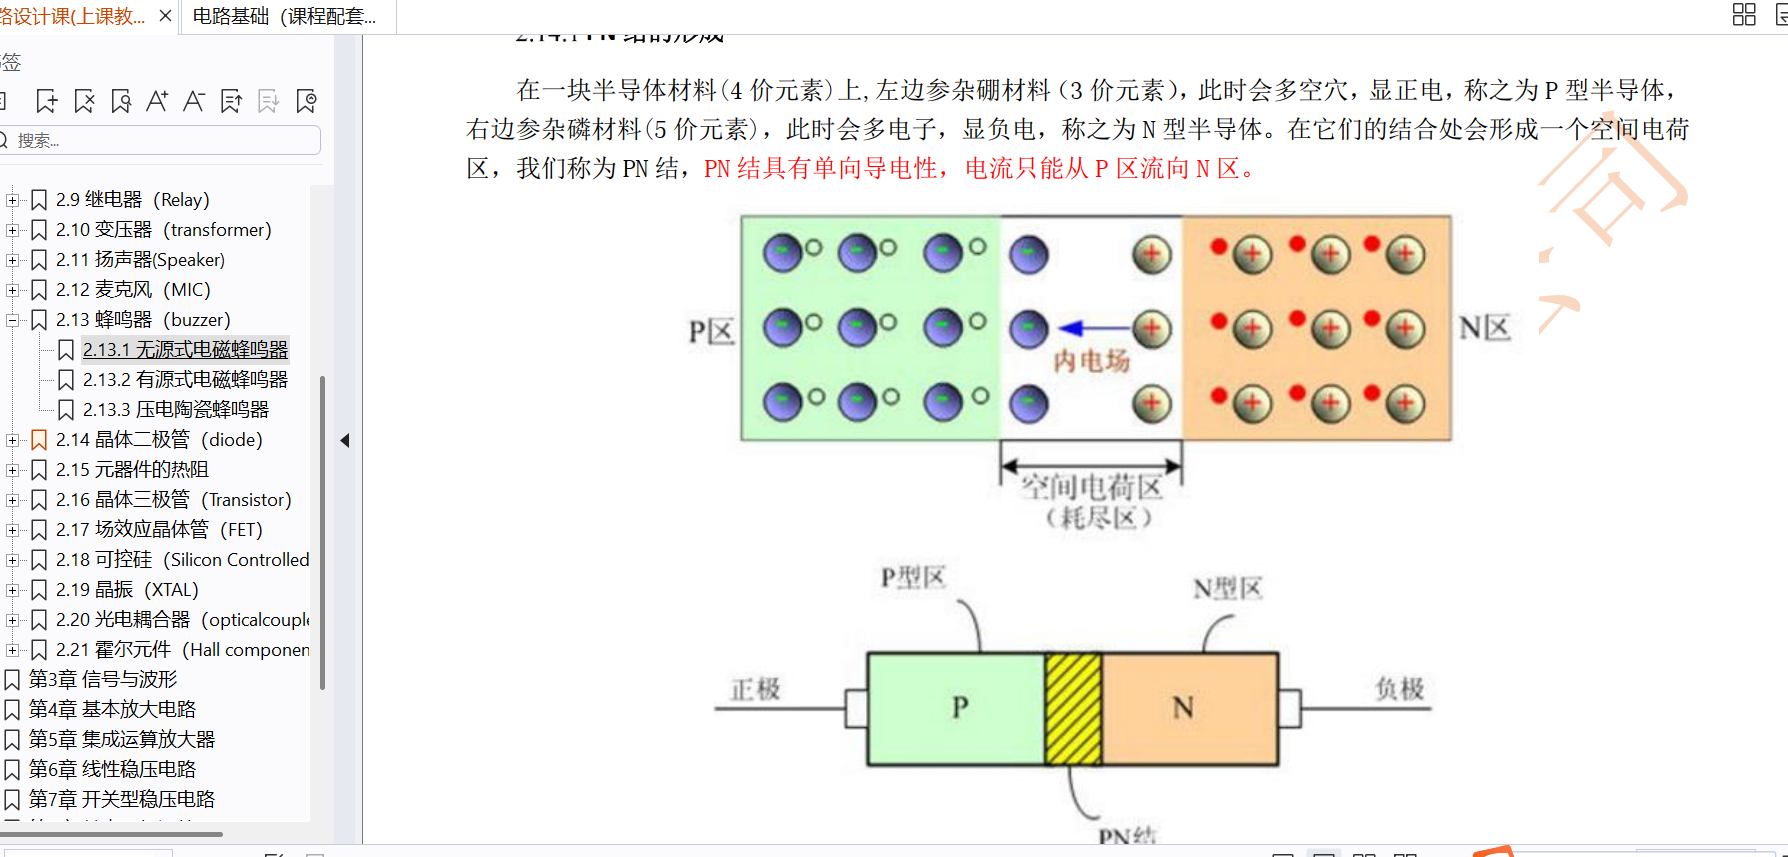 路设计课(上课教...
电路基础（课程配套...
签
搜索...
2.9 继电器（Relay）
2.10 变压器（transformer）
2.11 扬声器(Speaker)
2.12 麦克风（MIC）
2.13 蜂鸣器（buzzer）
2.13.1 无源式电磁蜂鸣器
2.13.2 有源式电磁蜂鸣器
2.13.3 压电陶瓷蜂鸣器
2.14 晶体二极管（diode）
2.15 元器件的热阻
2.16 晶体三极管（Transistor）
2.17 场效应晶体管（FET）
2.18 可控硅（Silicon Controlled
2.19 晶振（XTAL）
2.20 光电耦合器（opticalcouple
2.21 霍尔元件（Hall componen
第3章 信号与波形
第4章 基本放大电路
第5章 集成运算放大器
第6章 线性稳压电路
第7章 开关型稳压电路
2.14.1 PN 结的形成
在一块半导体材料(4 价元素)上,左边参杂硼材料（3 价元素），此时会多空穴，显正电，称之为 P 型半导体，
右边参杂磷材料(5 价元素)，此时会多电子，显负电，称之为 N 型半导体。在它们的结合处会形成一个空间电荷
区，我们称为 PN 结，PN 结具有单向导电性，电流只能从 P 区流向 N 区。
P区
内电场
N区
空间电荷区
（耗尽区）
P型区
N型区
正极
P
N
负极
PN结